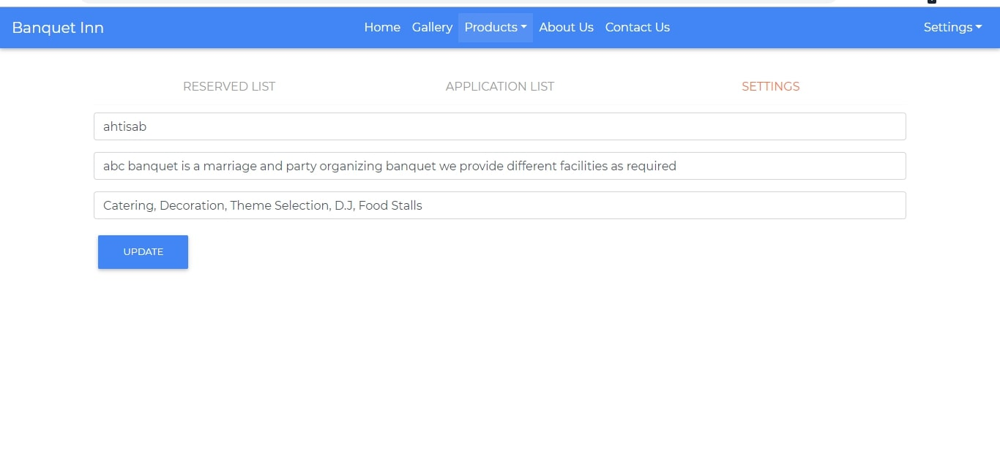 Banquet Inn Home Gallery Products About Us Contact Us Settings
RESERVED LIST APPLICATION LIST SETTINGS
ahtisab
abc banquet is a marriage and party organizing banquet we provide different facilities as required
Catering, Decoration, Theme Selection, D.J, Food Stalls
UPDATE